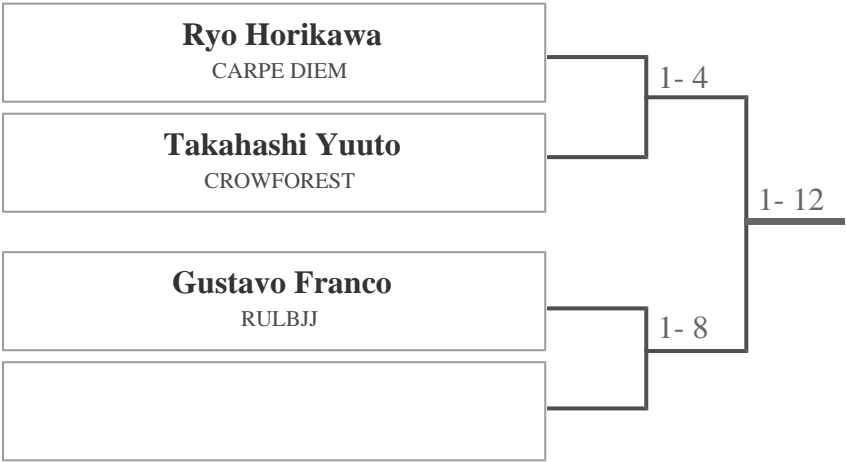 Ryo Horikawa
CARPE DIEM
1- 4
Takahashi Yuuto
CROWFOREST
1- 12
Gustavo Franco
RULBJJ
1- 8